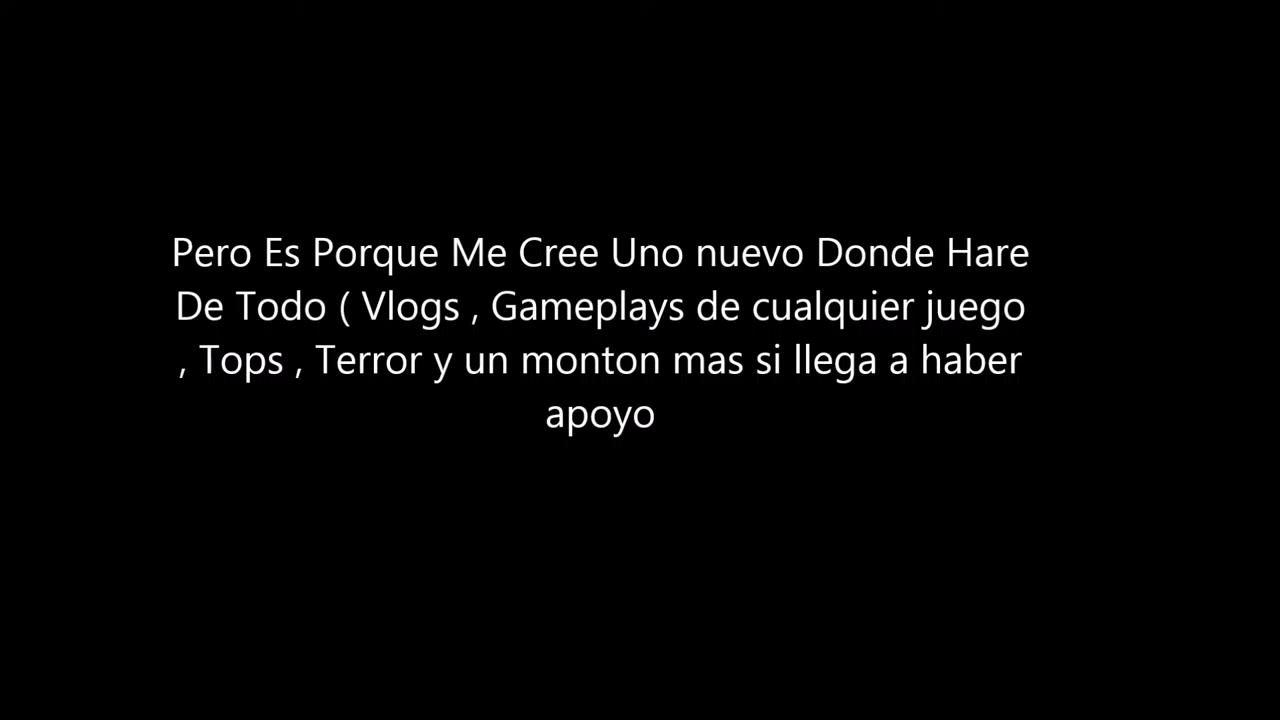 Pero Es Porque Me Cree Uno nuevo Donde Hare
De Todo ( Vlogs , Gameplays de cualquier juego
, Tops , Terror y un monton mas si llega a haber
apoyo